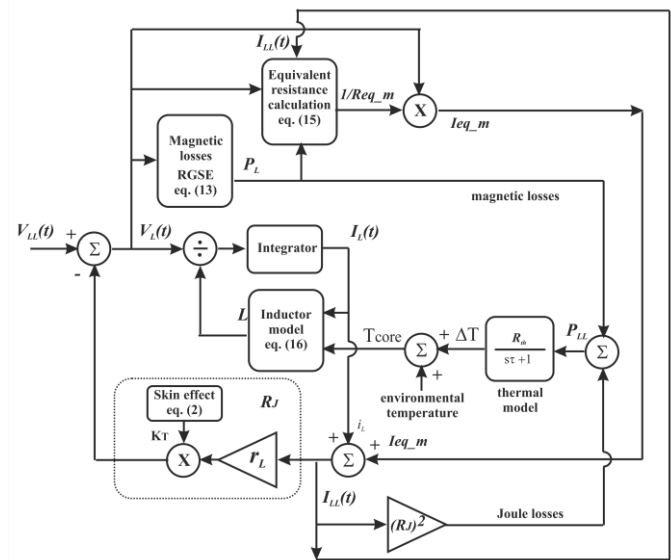 I_LL(t)
Equivalent
resistance
calculation
eq. (15)
1/Req_m
X
Ieq_m
Magnetic
losses
RGSE
eq. (13)
P_L
magnetic losses
V_LL(t)
+
Σ
-
V_L(t)
÷
Integrator
I_L(t)
L
Inductor
model
eq. (16)
Tcore
Σ
+
+
ΔT
R_th
sτ +1
thermal
model
P_LL
Σ
environmental
temperature
Skin effect
eq. (2)
R_J
K_T
X
r_L
+
i_L
Σ
+
Ieq_m
I_LL(t)
(R_J)^2
Joule losses